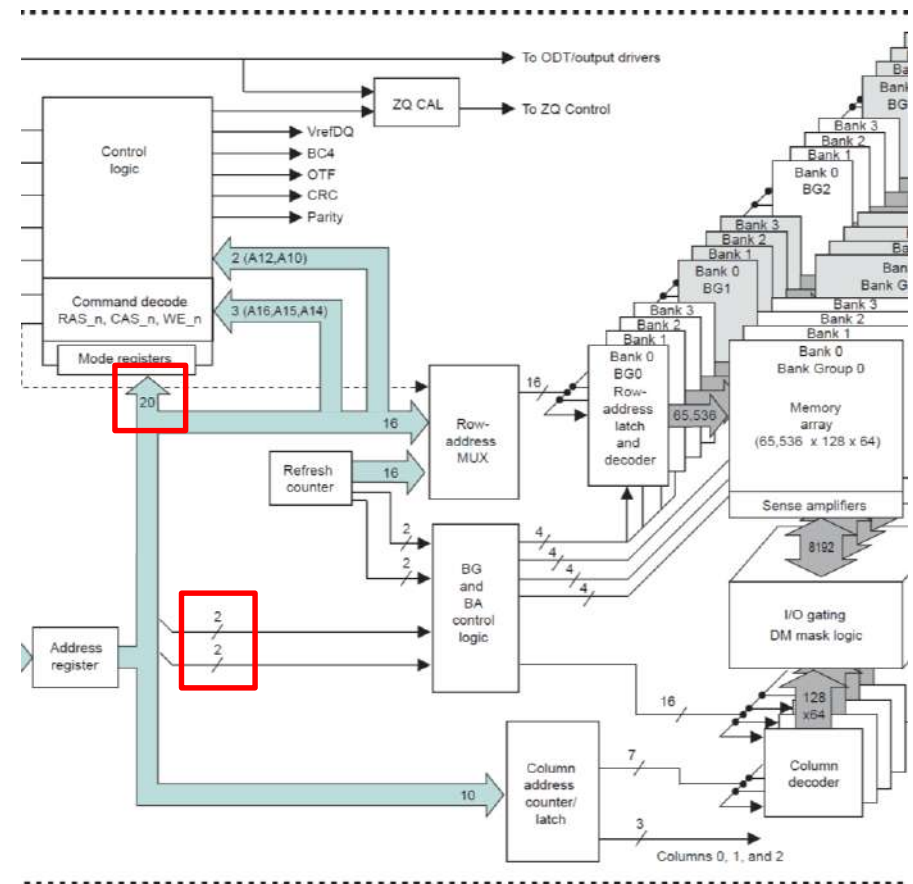 To ODT/output drivers
ZQ CAL
To ZQ Control
Control
logic
VrefDQ
BC4
OTF
CRC
Parity
2 (A12,A10)
Command decode
RAS_n, CAS_n, WE_n
3 (A16,A15,A14)
Mode registers
20
16
Row-
address
MUX
16
Refresh
counter
16
2
2
BG
and
BA
control
logic
4
4
4
4
2
2
Address
register
16
10
Column
address
counter/
latch
7
3
Columns 0, 1, and 2
Bank 3
Bank 2
Bank 1
Bank 0
BG2
Bank 3
Bank 2
Bank 1
Bank 0
BG1
Bank 3
Bank 2
Bank 1
Bank 0
BG0
Row-
address
latch
and
decoder
65,536
Bank
BG
Bank 3
Bank 2
Bank 1
Bank 0
Bank Group 0
Memory
array
(65,536 x 128 x 64)
Sense amplifiers
8192
I/O gating
DM mask logic
128
x64
Column
decoder